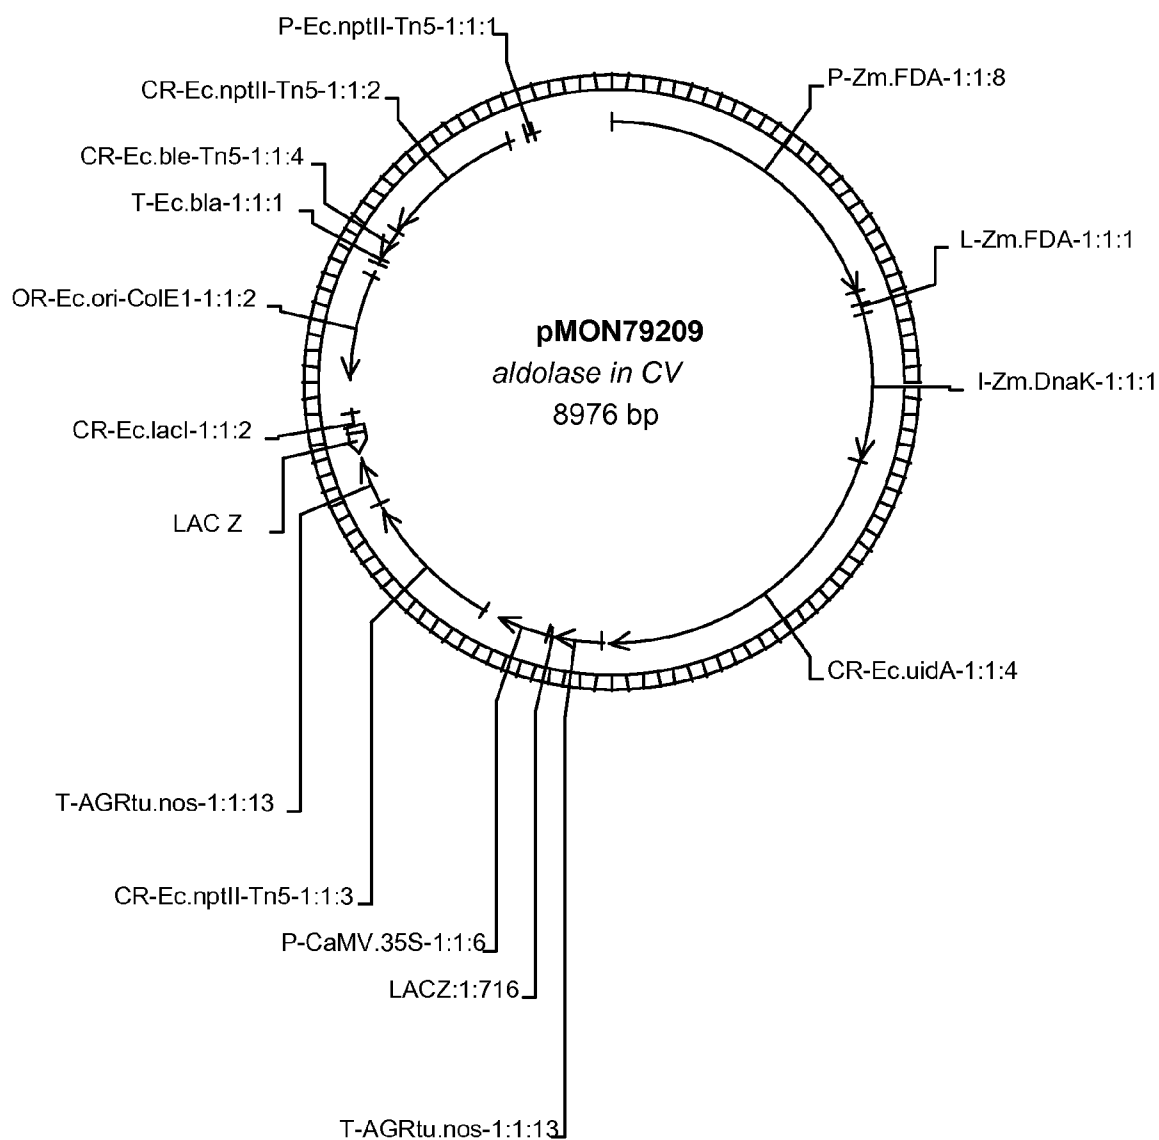 P-Ec.nptII-Tn5-1:1:1
P-Zm.FDA-1:1:8
CR-Ec.nptII-Tn5-1:1:2
CR-Ec.ble-Tn5-1:1:4
T-Ec.bla-1:1:1
L-Zm.FDA-1:1:1
OR-Ec.ori-ColE1-1:1:2
pMON79209
aldolase in CV
8976 bp
I-Zm.DnaK-1:1:1
CR-Ec.lacI-1:1:2
LAC Z
CR-Ec.uidA-1:1:4
T-AGRtu.nos-1:1:13
CR-Ec.nptII-Tn5-1:1:3
P-CaMV.35S-1:1:6
LACZ:1:716
T-AGRtu.nos-1:1:13